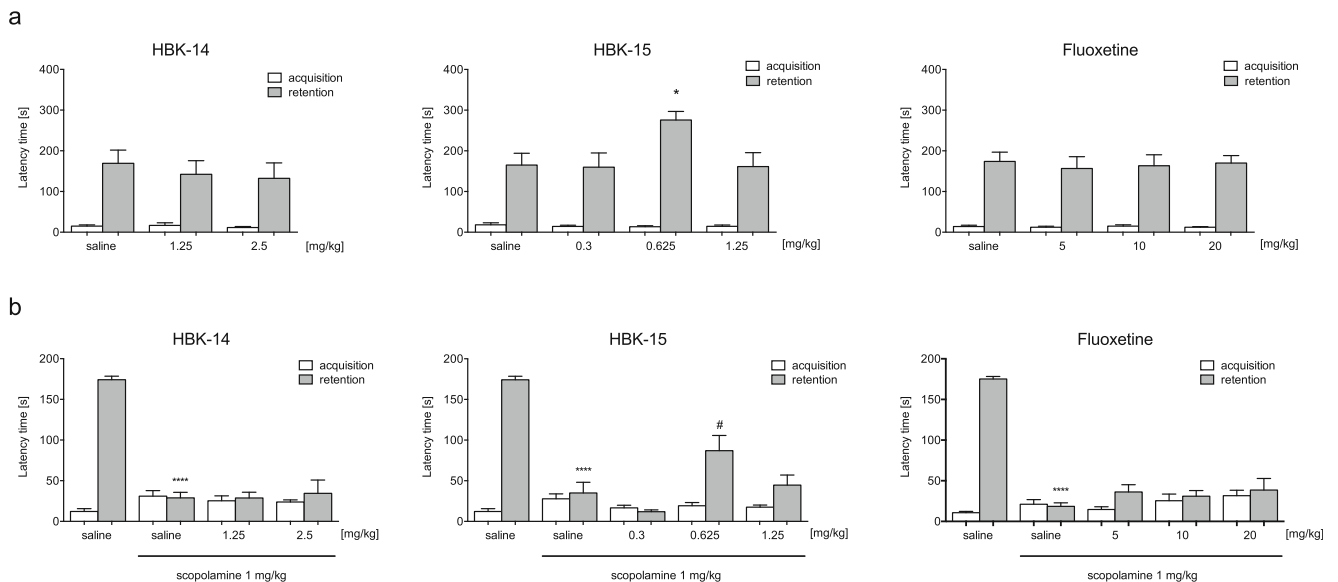 a
HBK-14
400
300
200
100
0
Latency time [s]
acquisition
retention
saline 1.25 2.5 [mg/kg]
HBK-15
400
300
200
100
0
Latency time [s]
acquisition
retention
*
saline 0.3 0.625 1.25 [mg/kg]
Fluoxetine
400
300
200
100
0
Latency time [s]
acquisition
retention
saline 5 10 20 [mg/kg]
b
HBK-14
200
150
100
50
0
Latency time [s]
acquisition
retention
****
saline saline 1.25 2.5 [mg/kg]
scopolamine 1 mg/kg
HBK-15
200
150
100
50
0
Latency time [s]
acquisition
retention
****
#
saline saline 0.3 0.625 1.25 [mg/kg]
scopolamine 1 mg/kg
Fluoxetine
200
150
100
50
0
Latency time [s]
acquisition
retention
****
saline saline 5 10 20 [mg/kg]
scopolamine 1 mg/kg